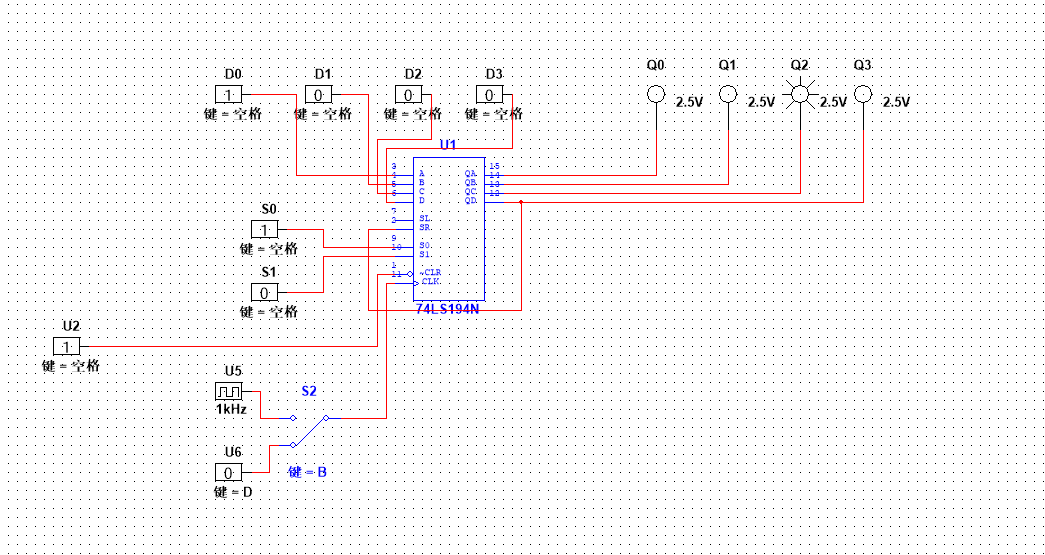 D0 D1 D2 D3
1 0 0 0
键 = 空格 键 = 空格 键 = 空格 键 = 空格
Q0 Q1 Q2 Q3
2.5V 2.5V 2.5V 2.5V
U1
3
4 A QA 15
5 B QB 14
6 C QC 13
D QD 12
7 SL
2 SR
9 S0
10 S1
1 ~CLR
11 CLK
74LS194N
S0
1
键 = 空格
S1
0
键 = 空格
U2
1
键 = 空格
U5
1kHz
S2
键 = B
U6
0
键 = D